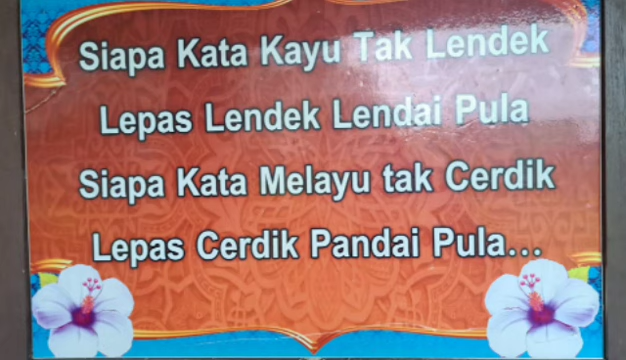 Siapa Kata Kayu Tak Lendek
Lepas Lendek Lendai Pula
Siapa Kata Melayu tak Cerdik
Lepas Cerdik Pandai Pula...